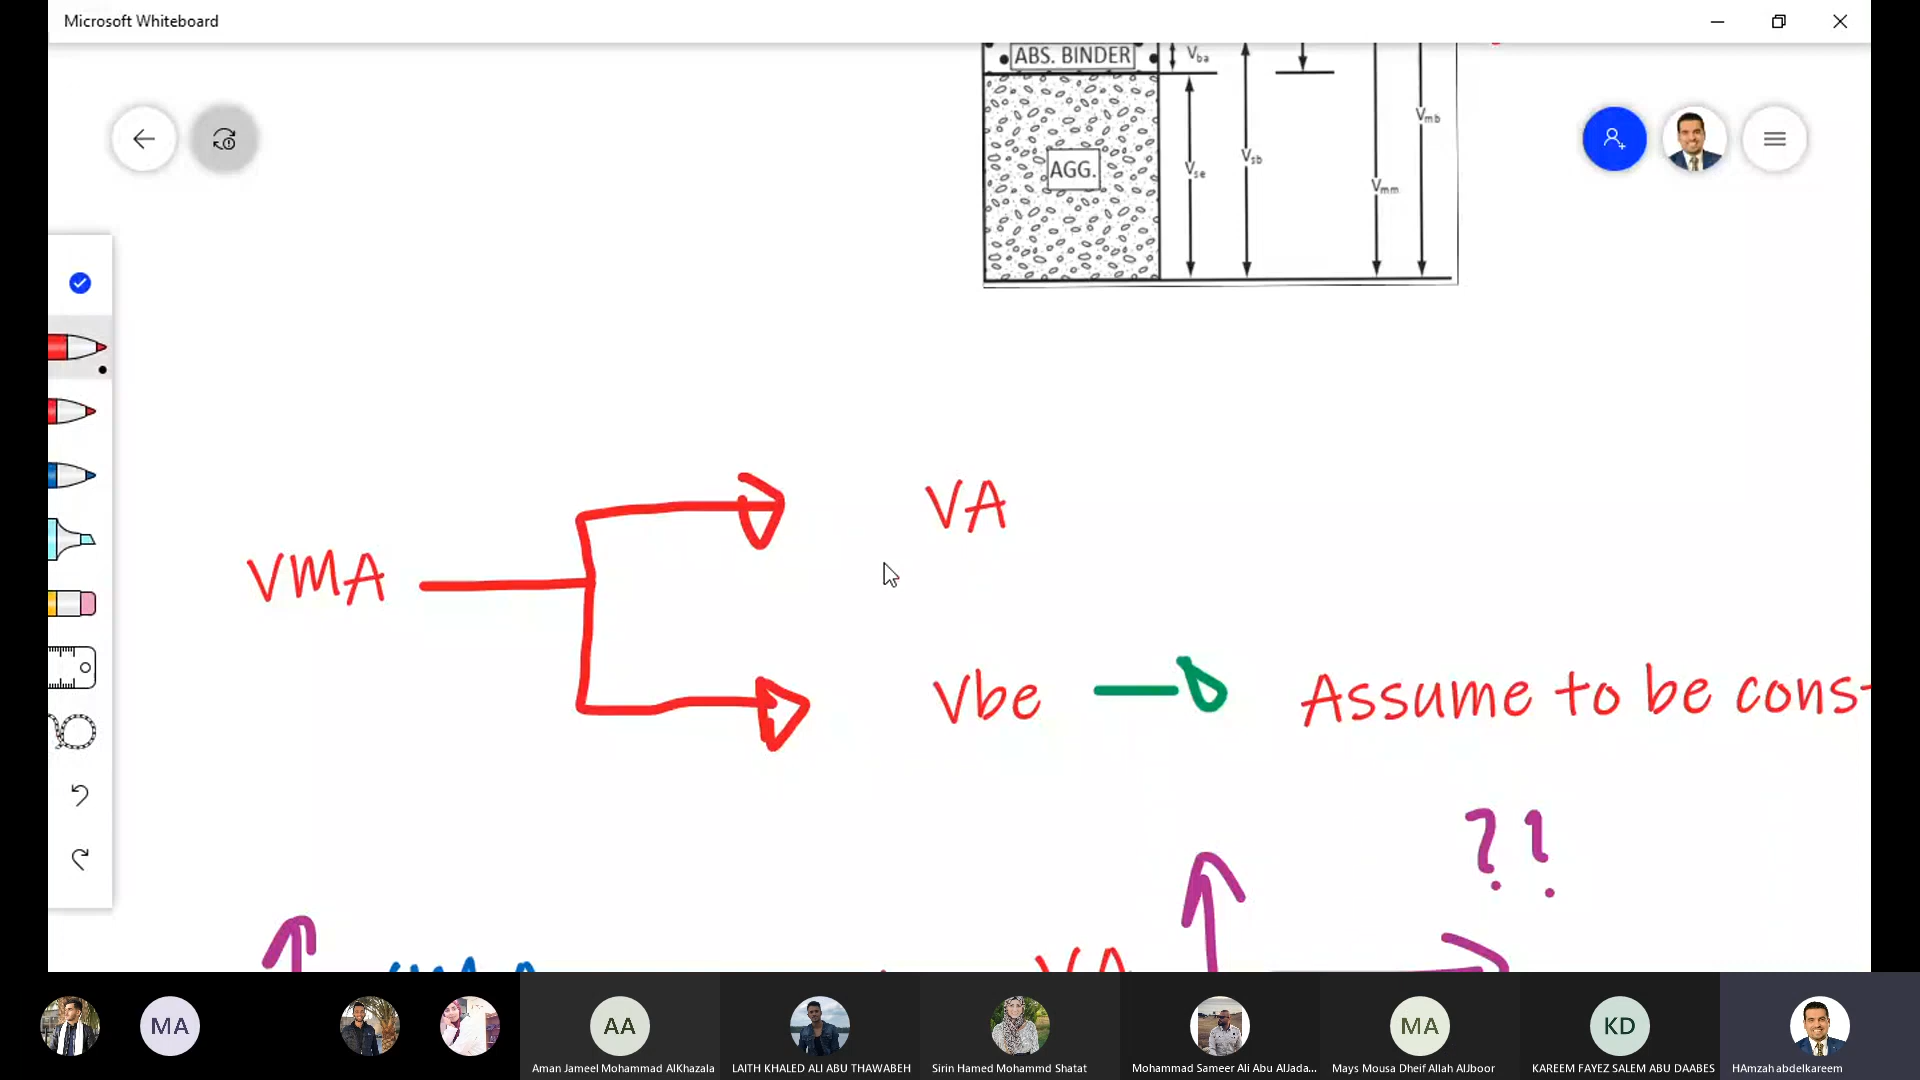 Microsoft Whiteboard
ABS. BINDER
Vba
AGG.
Vse
Vsb
Vmm
Vmb
VMA
VA
Vbe
Assume to be cons
? !
VA
MA
AA
MA
KD
Aman Jameel Mohammad AlKhazala
LAITH KHALED ALI ABU THAWABEH
Sirin Hamed Mohammd Shatat
Mohammad Sameer Ali Abu AlJada...
Mays Mousa Dheif Allah AlJboor
KAREEM FAYEZ SALEM ABU DAABES
HAmzah abdelkareem